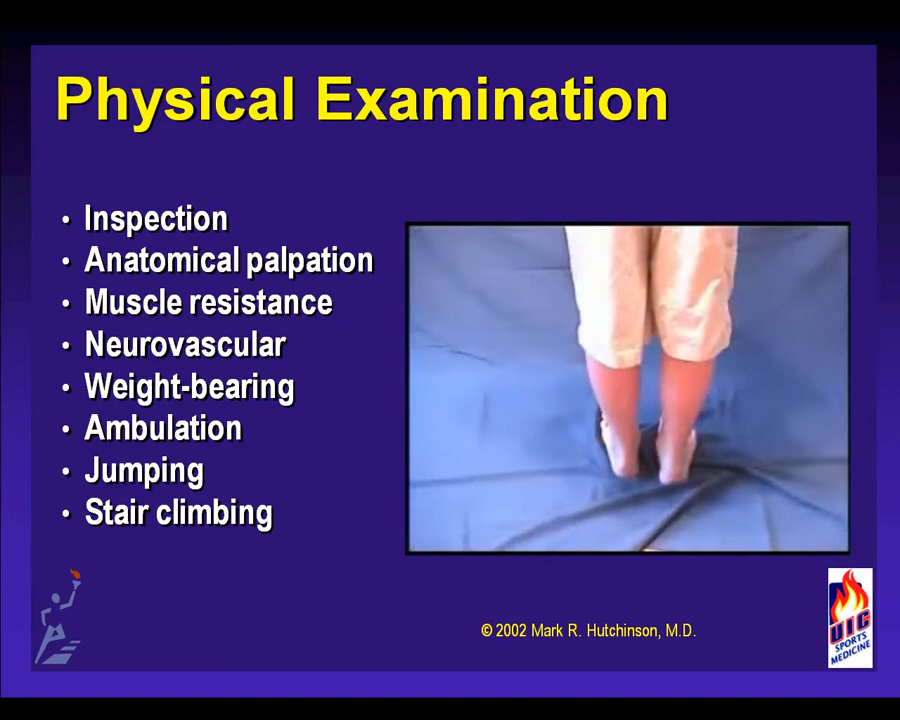 Physical Examination
• Inspection
• Anatomical palpation
• Muscle resistance
• Neurovascular
• Weight-bearing
• Ambulation
• Jumping
• Stair climbing
© 2002 Mark R. Hutchinson, M.D.
UIC
SPORTS
MEDICINE